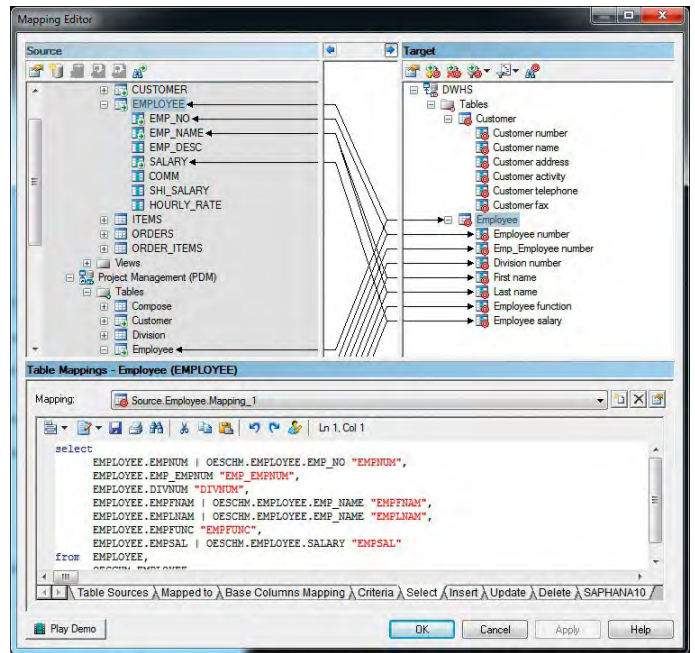 Mapping Editor
Source
Target
CUSTOMER
EMPLOYEE
EMP_NO
EMP_NAME
EMP_DESC
SALARY
COMM
SHI_SALARY
HOURLY_RATE
ITEMS
ORDERS
ORDER_ITEMS
Views
Project Management (PDM)
Tables
Compose
Customer
Division
Employee
DWHS
Tables
Customer
Customer number
Customer name
Customer address
Customer activity
Customer telephone
Customer fax
Employee
Employee number
Emp_Employee number
Division number
First name
Last name
Employee function
Employee salary
Table Mappings - Employee (EMPLOYEE)
Mapping: Source.Employee.Mapping_1
Ln 1, Col 1
select
EMPLOYEE.EMPNUM | OESCHM.EMPLOYEE.EMP_NO "EMPNUM",
EMPLOYEE.EMP_EMPNUM "EMP_EMPNUM",
EMPLOYEE.DIVNUM "DIVNUM",
EMPLOYEE.EMPFNAM | OESCHM.EMPLOYEE.EMP_NAME "EMPFNAM",
EMPLOYEE.EMPLNAM | OESCHM.EMPLOYEE.EMP_NAME "EMPLNAM",
EMPLOYEE.EMPFUNC "EMPFUNC",
EMPLOYEE.EMPSAL | OESCHM.EMPLOYEE.SALARY "EMPSAL"
from EMPLOYEE,
OESCHM.EMPLOYEE
Table Sources Mapped to Base Columns Mapping Criteria Select Insert Update Delete SAPHANA10
Play Demo OK Cancel Apply Help